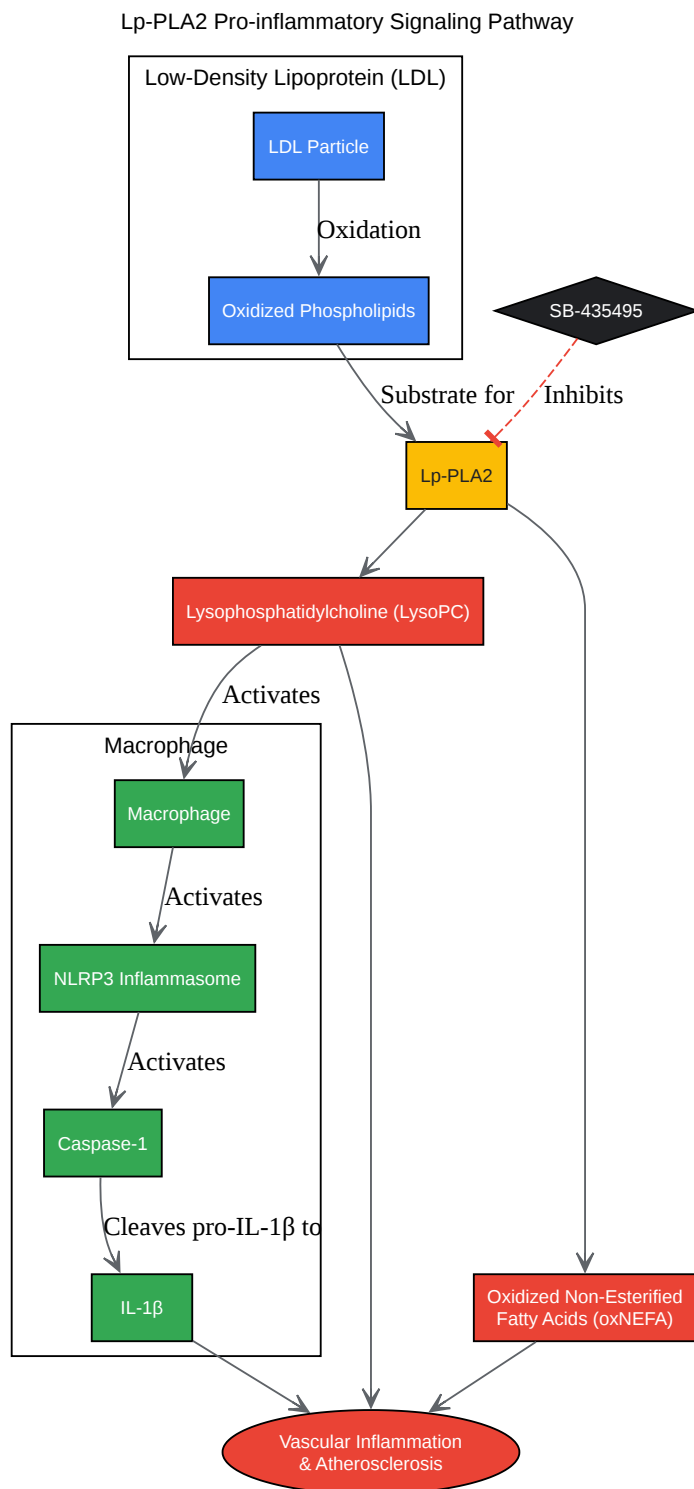 Lp-PLA2 Pro-inflammatory Signaling Pathway
Low-Density Lipoprotein (LDL)
LDL Particle
Oxidation
Oxidized Phospholipids
SB-435495
Substrate for
Inhibits
Lp-PLA2
Lysophosphatidylcholine (LysoPC)
Activates
Macrophage
Macrophage
Activates
NLRP3 Inflammasome
Activates
Caspase-1
Cleaves pro-IL-1β to
IL-1β
Oxidized Non-Esterified
Fatty Acids (oxNEFA)
Vascular Inflammation
& Atherosclerosis